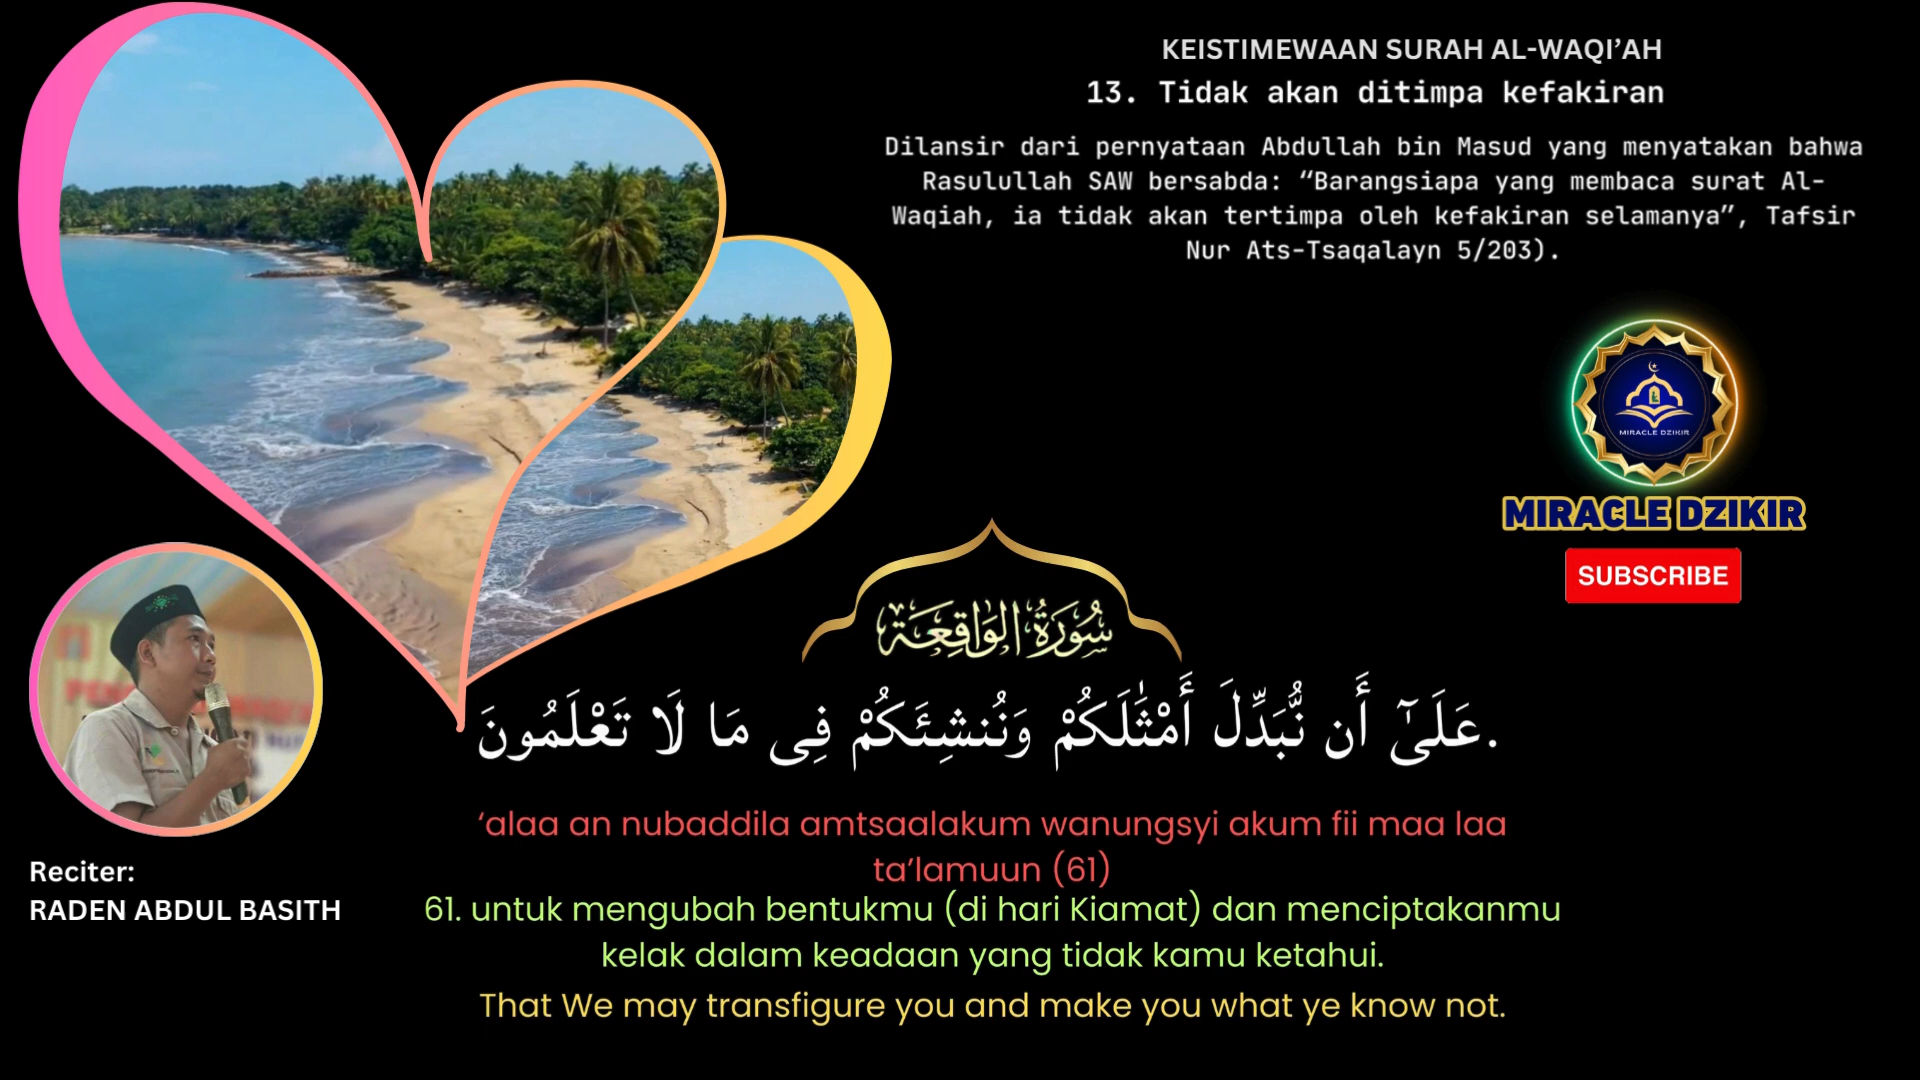 KEISTIMEWAAN SURAH AL-WAQI’AH
13. Tidak akan ditimpa kefakiran
Dilansir dari pernyataan Abdullah bin Masud yang menyatakan bahwa
Rasulullah SAW bersabda: “Barangsiapa yang membaca surat Al-
Waqiah, ia tidak akan tertimpa oleh kefakiran selamanya”, Tafsir
Nur Ats-Tsaqalayn 5/203).
MIRACLE DZIKIR
MIRACLE DZIKIR
SUBSCRIBE
سُورَةُ الوَاقِعَة
عَلَىٰٓ أَن نُّبَدِّلَ أَمْثَٰلَكُمْ وَنُنشِئَكُمْ فِى مَا لَا تَعْلَمُونَ.
‘alaa an nubaddila amtsaalakum wanungsyi akum fii maa laa
ta’lamuun (61)
61. untuk mengubah bentukmu (di hari Kiamat) dan menciptakanmu
kelak dalam keadaan yang tidak kamu ketahui.
That We may transfigure you and make you what ye know not.
Reciter:
RADEN ABDUL BASITH